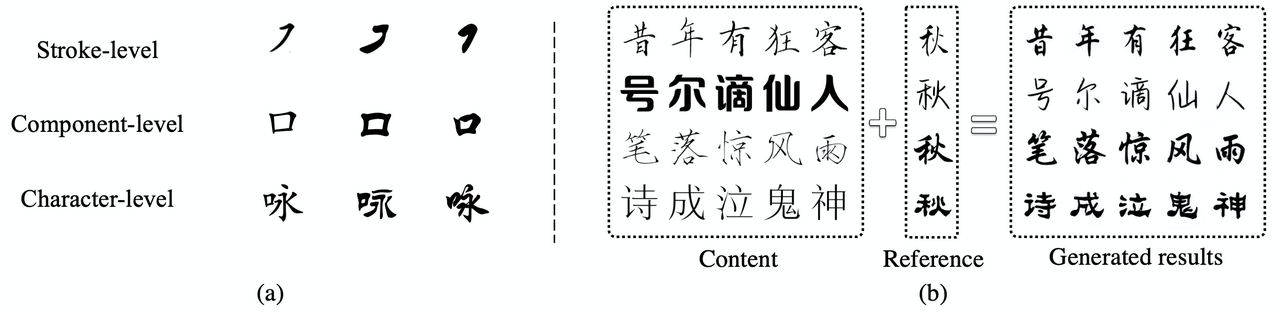 Stroke-level
Component-level 口 口 口
Character-level 咏 咏 咏
(a)
昔年有狂客
号尔谪仙人
笔落惊风雨
诗成泣鬼神
Content
+
秋
秋
秋
秋
Reference
=
昔年有狂客
号尔谪仙人
笔落惊风雨
诗成泣鬼神
Generated results
(b)